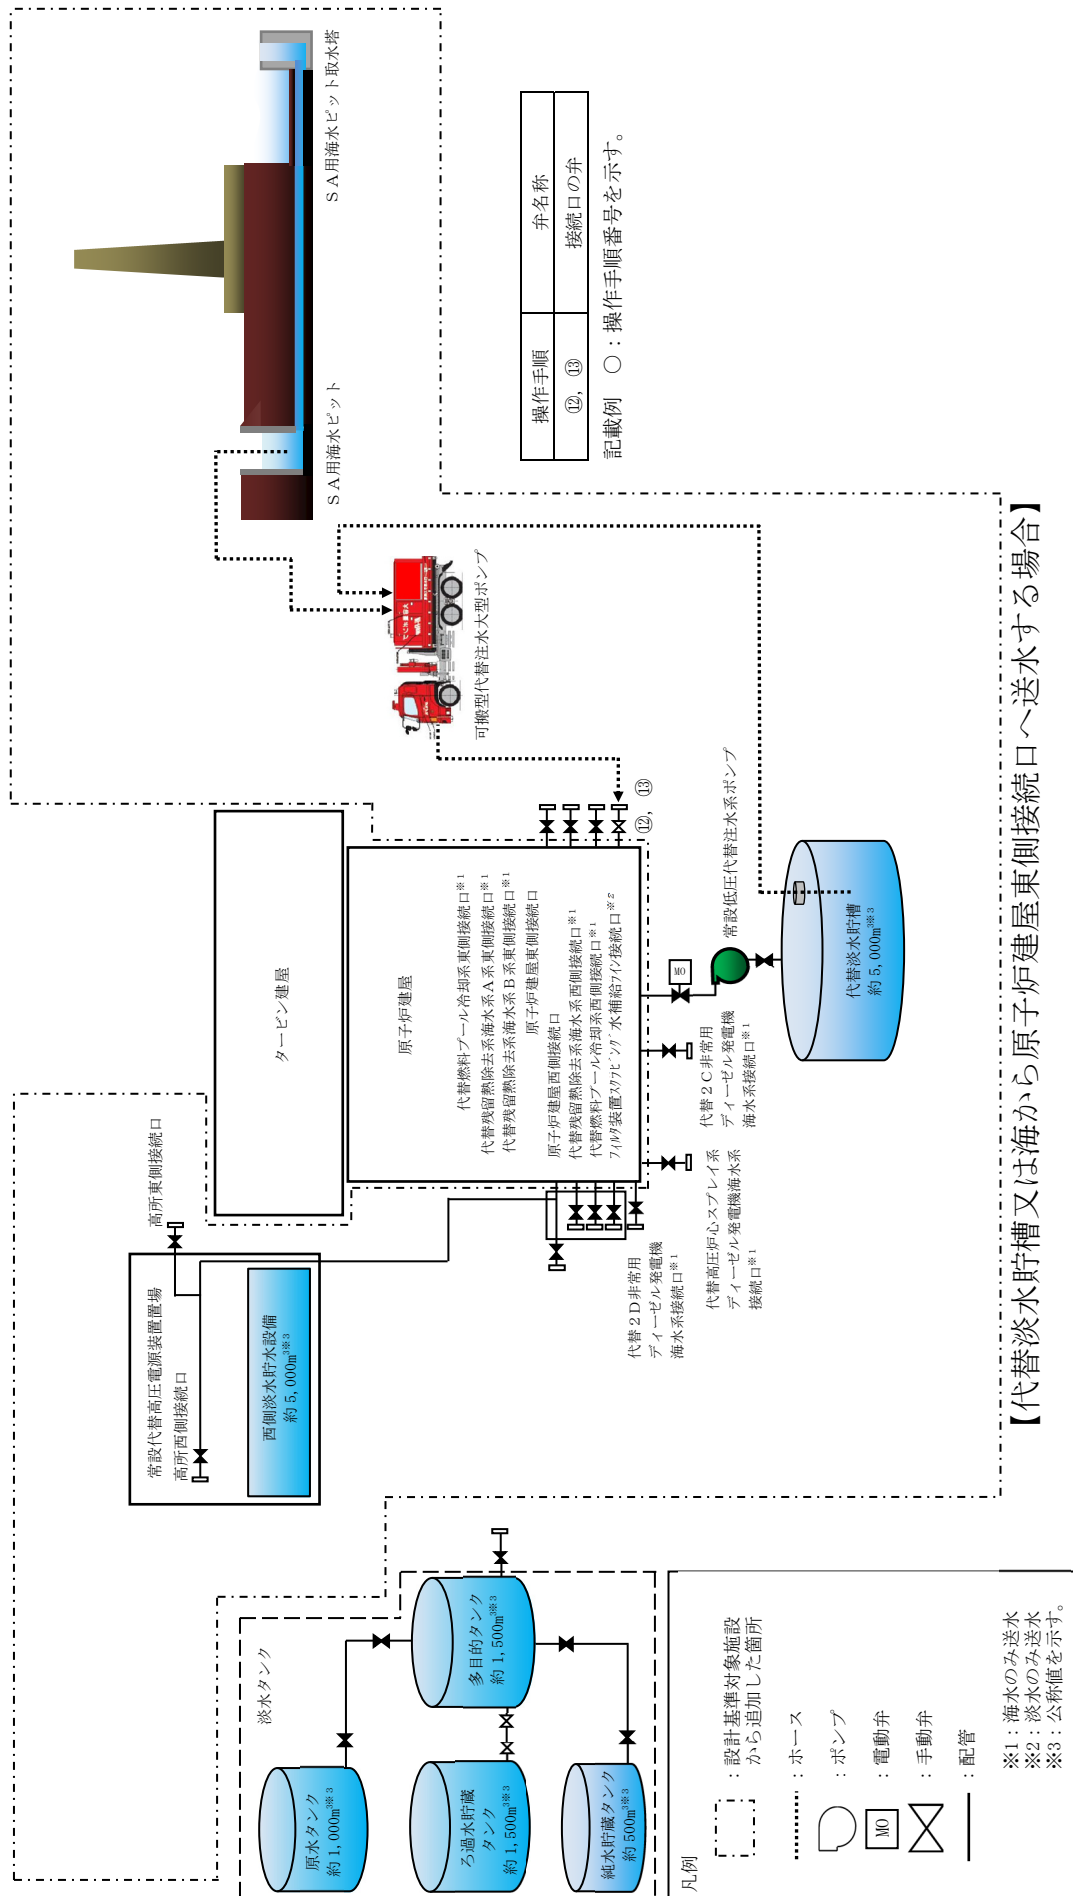 淡水タンク
原水タンク
約1,000m³※3
ろ過水貯蔵
タンク
約1,500m³※3
純水貯蔵タンク
約500m³※3
多目的タンク
約1,500m³※3
常設代替高圧電源装置置場
高所西側接続口
高所東側接続口
西側淡水貯水設備
約5,000m³※3
タービン建屋
原子炉建屋
代替燃料プール冷却系東側接続口※1
代替残留熱除去系海水系A系東側接続口※1
代替残留熱除去系海水系B系東側接続口※1
原子炉建屋東側接続口
原子炉建屋西側接続口
代替残留熱除去系海水系西側接続口※1
代替燃料プール冷却系西側接続口※1
フィルタ装置スクラビング水補給ライン接続口※2
代替2D非常用
ディーゼル発電機
海水系接続口※1
代替高圧炉心スプレイ系
ディーゼル発電機海水系
接続口※1
代替2C非常用
ディーゼル発電機
海水系接続口※1
MO
常設低圧代替注水系ポンプ
代替淡水貯槽
約5,000m³※3
⑫，⑬
可搬型代替注水大型ポンプ
SA用海水ピット
SA用海水ピット取水塔
操作手順 弁名称
⑫，⑬ 接続口の弁
記載例 ○：操作手順番号を示す。
凡例
：設計基準対象施設
から追加した箇所
：ホース
：ポンプ
MO ：電動弁
：手動弁
：配管
※1：海水のみ送水
※2：淡水のみ送水
※3：公称値を示す。
【代替淡水貯槽又は海から原子炉建屋東側接続口へ送水する場合】